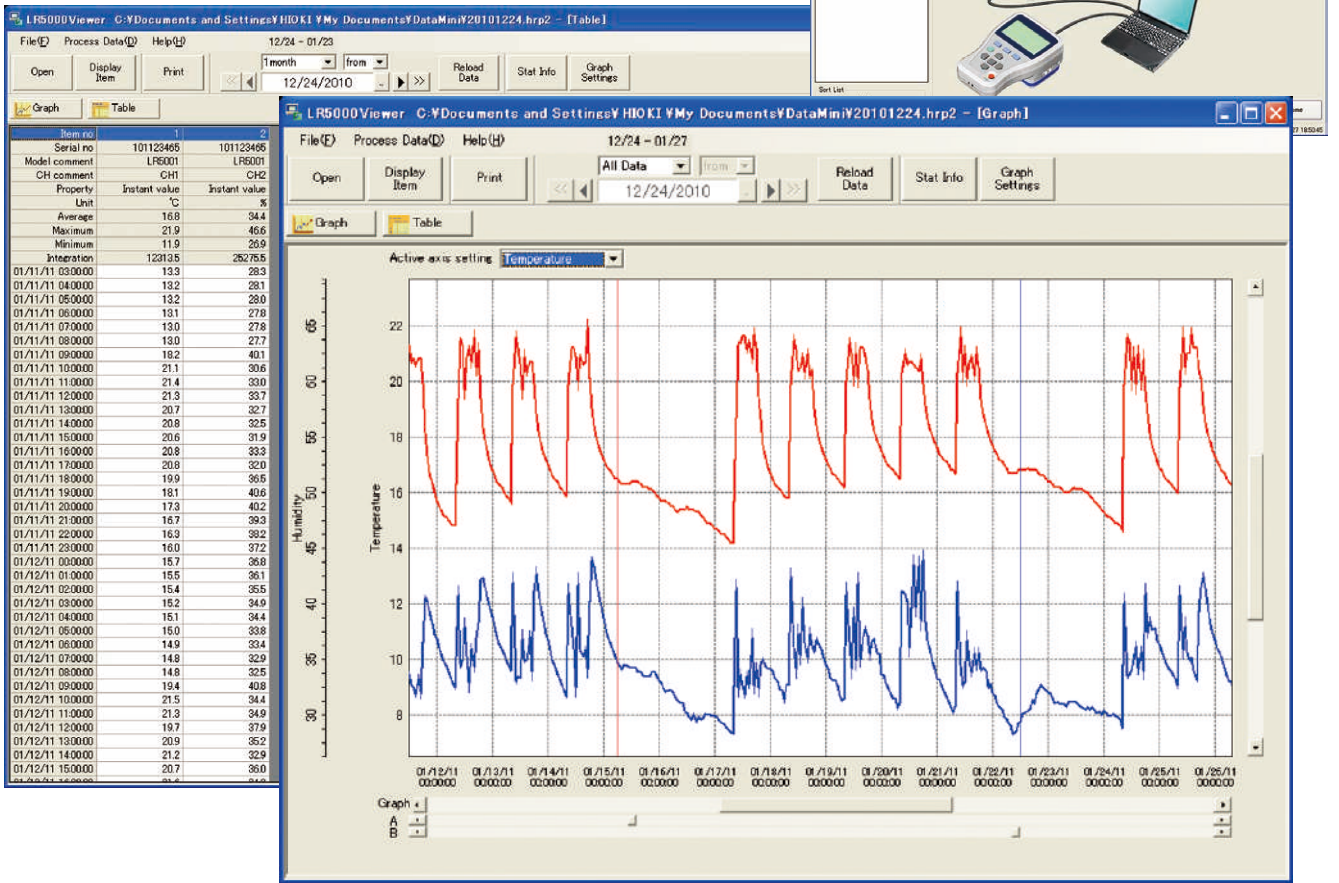 LR5000Viewer C:¥Documents and Settings¥HIOKI ¥My Documents¥DataMini¥20101224.hrp2 - [Table]
File(F) Process Data(D) Help(H) 12/24 - 01/23
Open Display Item Print 1month from 12/24/2010 Reload Data Stat Info Graph Settings
Graph Table
Item no 1 2
Serial no 101123465 101123465
Model comment LR5001 LR5001
CH comment CH1 CH2
Property Instant value Instant value
Unit ℃ %
Average 16.8 34.4
Maximum 21.9 46.6
Minimum 11.9 26.9
Integration 12313.5 25275.5
01/11/11 03:00:00 13.3 28.3
01/11/11 04:00:00 13.2 28.1
01/11/11 05:00:00 13.2 28.0
01/11/11 06:00:00 13.1 27.8
01/11/11 07:00:00 13.0 27.8
01/11/11 08:00:00 13.0 27.7
01/11/11 09:00:00 18.2 40.1
01/11/11 10:00:00 21.1 30.6
01/11/11 11:00:00 21.4 33.0
01/11/11 12:00:00 21.3 33.7
01/11/11 13:00:00 20.7 32.7
01/11/11 14:00:00 20.8 32.5
01/11/11 15:00:00 20.6 31.9
01/11/11 16:00:00 20.8 33.3
01/11/11 17:00:00 20.8 32.0
01/11/11 18:00:00 19.9 36.5
01/11/11 19:00:00 18.1 40.6
01/11/11 20:00:00 17.3 40.2
01/11/11 21:00:00 16.7 39.3
01/11/11 22:00:00 16.3 38.2
01/11/11 23:00:00 16.0 37.2
01/12/11 00:00:00 15.7 36.8
01/12/11 01:00:00 15.5 36.1
01/12/11 02:00:00 15.4 35.5
01/12/11 03:00:00 15.2 34.9
01/12/11 04:00:00 15.1 34.4
01/12/11 05:00:00 15.0 33.8
01/12/11 06:00:00 14.9 33.4
01/12/11 07:00:00 14.8 32.9
01/12/11 08:00:00 14.8 32.5
01/12/11 09:00:00 19.4 40.8
01/12/11 10:00:00 21.5 34.4
01/12/11 11:00:00 21.3 34.9
01/12/11 12:00:00 19.7 37.9
01/12/11 13:00:00 20.9 35.2
01/12/11 14:00:00 21.2 32.9
01/12/11 15:00:00 20.7 36.0
Sort List
LR5000Viewer C:¥Documents and Settings¥ HIOKI ¥My Documents¥DataMini¥20101224.hrp2 - [Graph]
File(F) Process Data(D) Help(H) 12/24 - 01/27
Open Display Item Print All Data from 12/24/2010 Reload Data Stat Info Graph Settings
Graph Table
Active axis setting Temperature
Humidity
65
60
55
50
45
40
35
30
Temperature
22
20
18
16
14
12
10
8
01/12/11 01/13/11 01/14/11 01/15/11 01/16/11 01/17/11 01/18/11 01/19/11 01/20/11 01/21/11 01/22/11 01/23/11 01/24/11 01/25/11 01/26/11
00:00:00 00:00:00 00:00:00 00:00:00 00:00:00 00:00:00 00:00:00 00:00:00 00:00:00 00:00:00 00:00:00 00:00:00 00:00:00 00:00:00 00:00:00
Graph
A
B